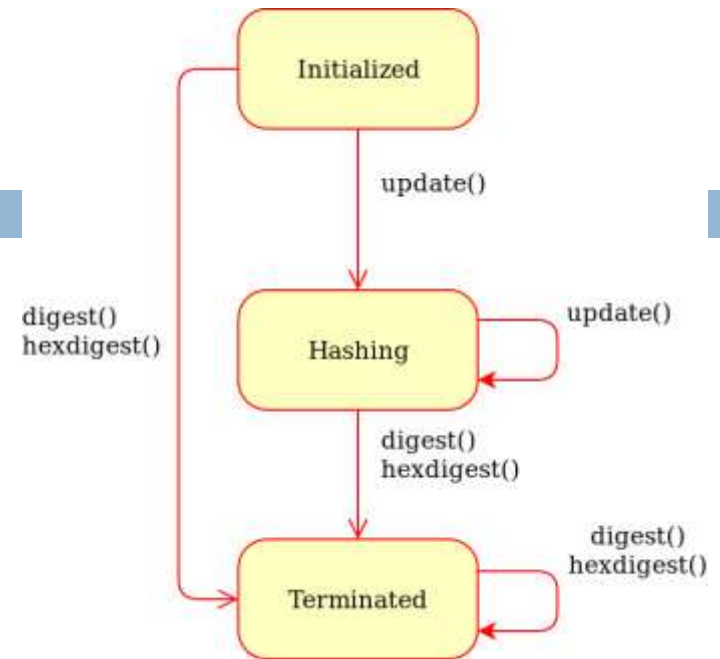 Initialized
update()
digest()
hexdigest()
update()
Hashing
digest()
hexdigest()
digest()
hexdigest()
Terminated